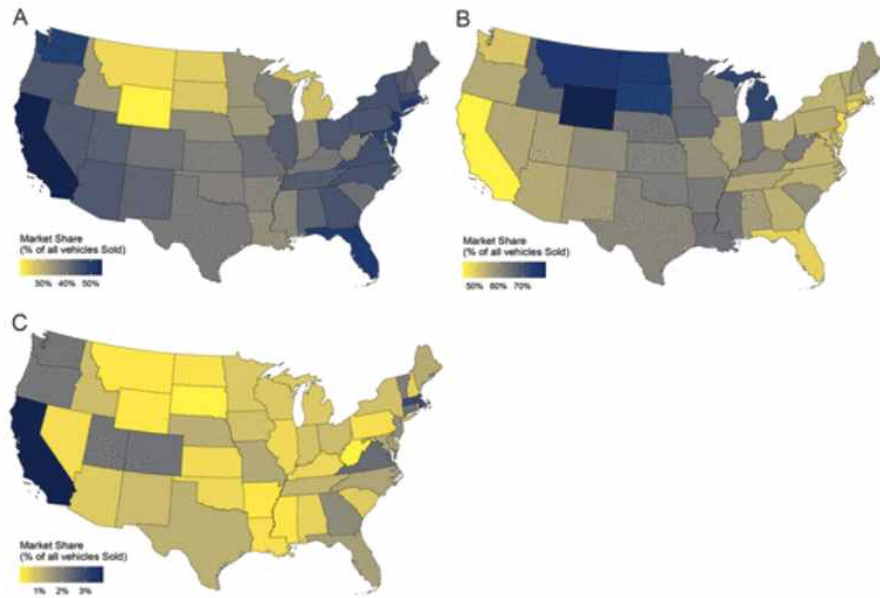 A
Market Share
(% of all vehicles Sold)
30% 40% 50%
B
Market Share
(% of all vehicles Sold)
50% 60% 70%
C
Market Share
(% of all vehicles Sold)
1% 2% 3%